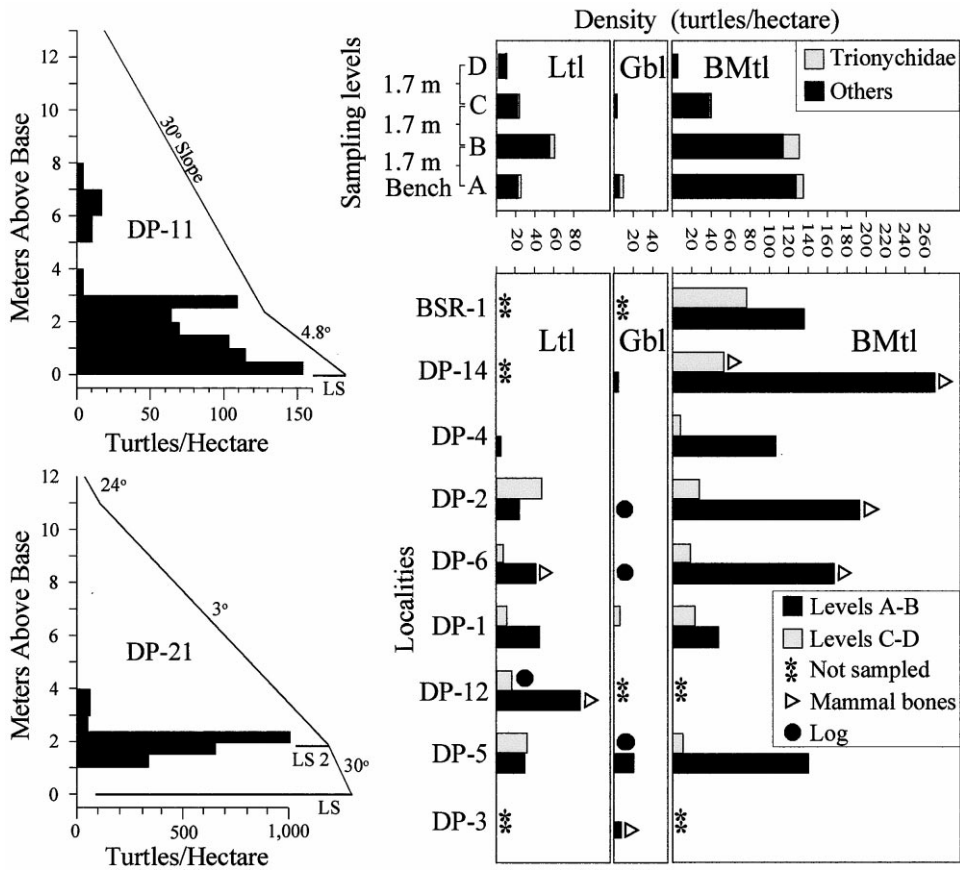 Meters Above Base
13
12
10
8
6
4
2
0
30° Slope
DP-11
4.8°
LS
0 50 100 150
Turtles/Hectare
Meters Above Base
12
11
10
8
6
4
2
0
24°
3°
DP-21
LS 2
30°
LS
0 500 1,000
Turtles/Hectare
Density (turtles/hectare)
Sampling levels
D
1.7 m
C
1.7 m
B
1.7 m
Bench A
Ltl Gbl BMtl
Trionychidae
Others
20 40 60 80
20 40
20 60 100 140 180 200 220 240 260
Localities
BSR-1
DP-14
DP-4
DP-2
DP-6
DP-1
DP-12
DP-5
DP-3
Ltl Gbl BMtl
Levels A-B
Levels C-D
Not sampled
Mammal bones
Log